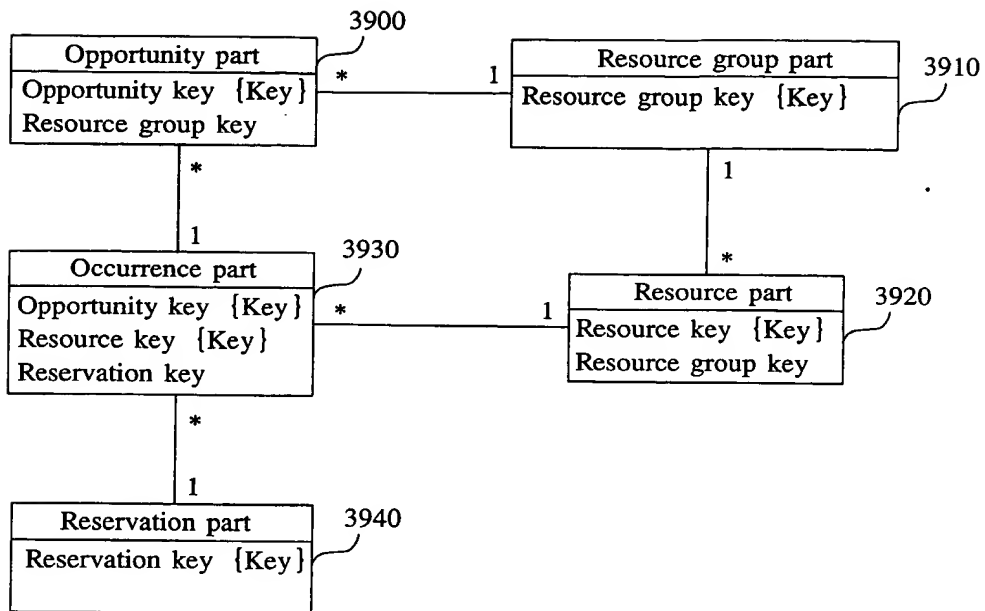 3900
Opportunity part
Opportunity key {Key}
Resource group key
* 1
Resource group part
Resource group key {Key}
3910
*
1
1
*
3930
Occurrence part
Opportunity key {Key}
Resource key {Key}
Reservation key
* 1
Resource part
Resource key {Key}
Resource group key
3920
*
1
3940
Reservation part
Reservation key {Key}